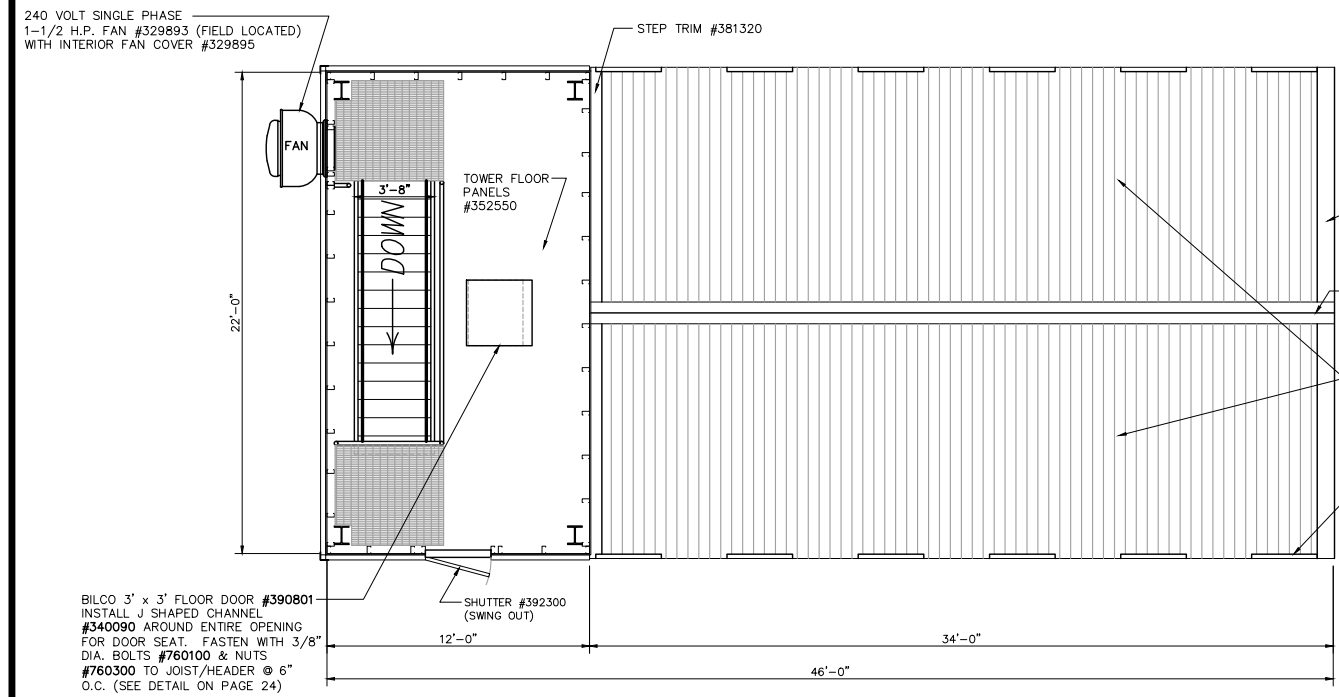 240 VOLT SINGLE PHASE
1-1/2 H.P. FAN #329893 (FIELD LOCATED)
WITH INTERIOR FAN COVER #329895
STEP TRIM #381320
FAN
TOWER FLOOR
PANELS
#352550
3'-8"
DOWN
22'-0"
BILCO 3' x 3' FLOOR DOOR #390801
INSTALL J SHAPED CHANNEL
#340090 AROUND ENTIRE OPENING
FOR DOOR SEAT. FASTEN WITH 3/8"
DIA. BOLTS #760100 & NUTS
#760300 TO JOIST/HEADER @ 6"
O.C. (SEE DETAIL ON PAGE 24)
SHUTTER #392300
(SWING OUT)
12'-0"
34'-0"
46'-0"